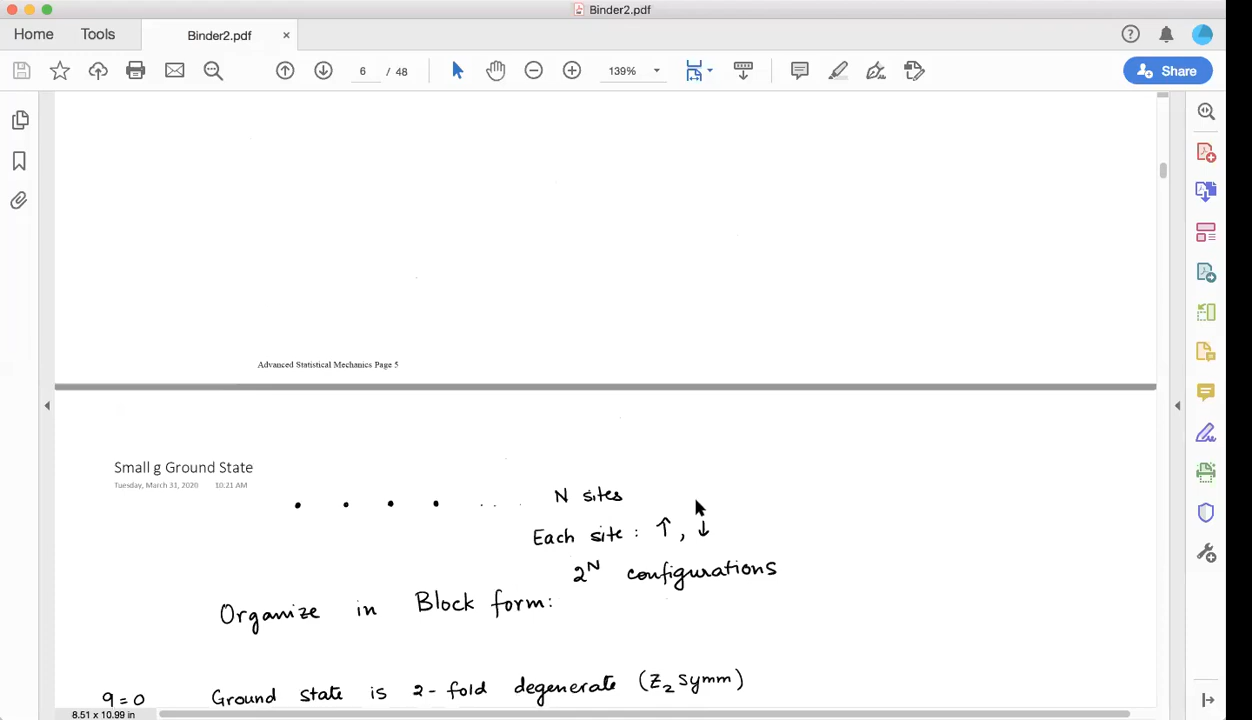 Binder2.pdf
Home Tools Binder2.pdf ×
6 / 48 139% Share
Advanced Statistical Mechanics Page 5
Small g Ground State
Tuesday, March 31, 2020 10:21 AM
. . . . .. . N sites
Each site : ↑, ↓
2^N configurations
Organize in Block form:
g=0 Ground state is 2-fold degenerate (Z₂ symm)
8.51 x 10.99 in